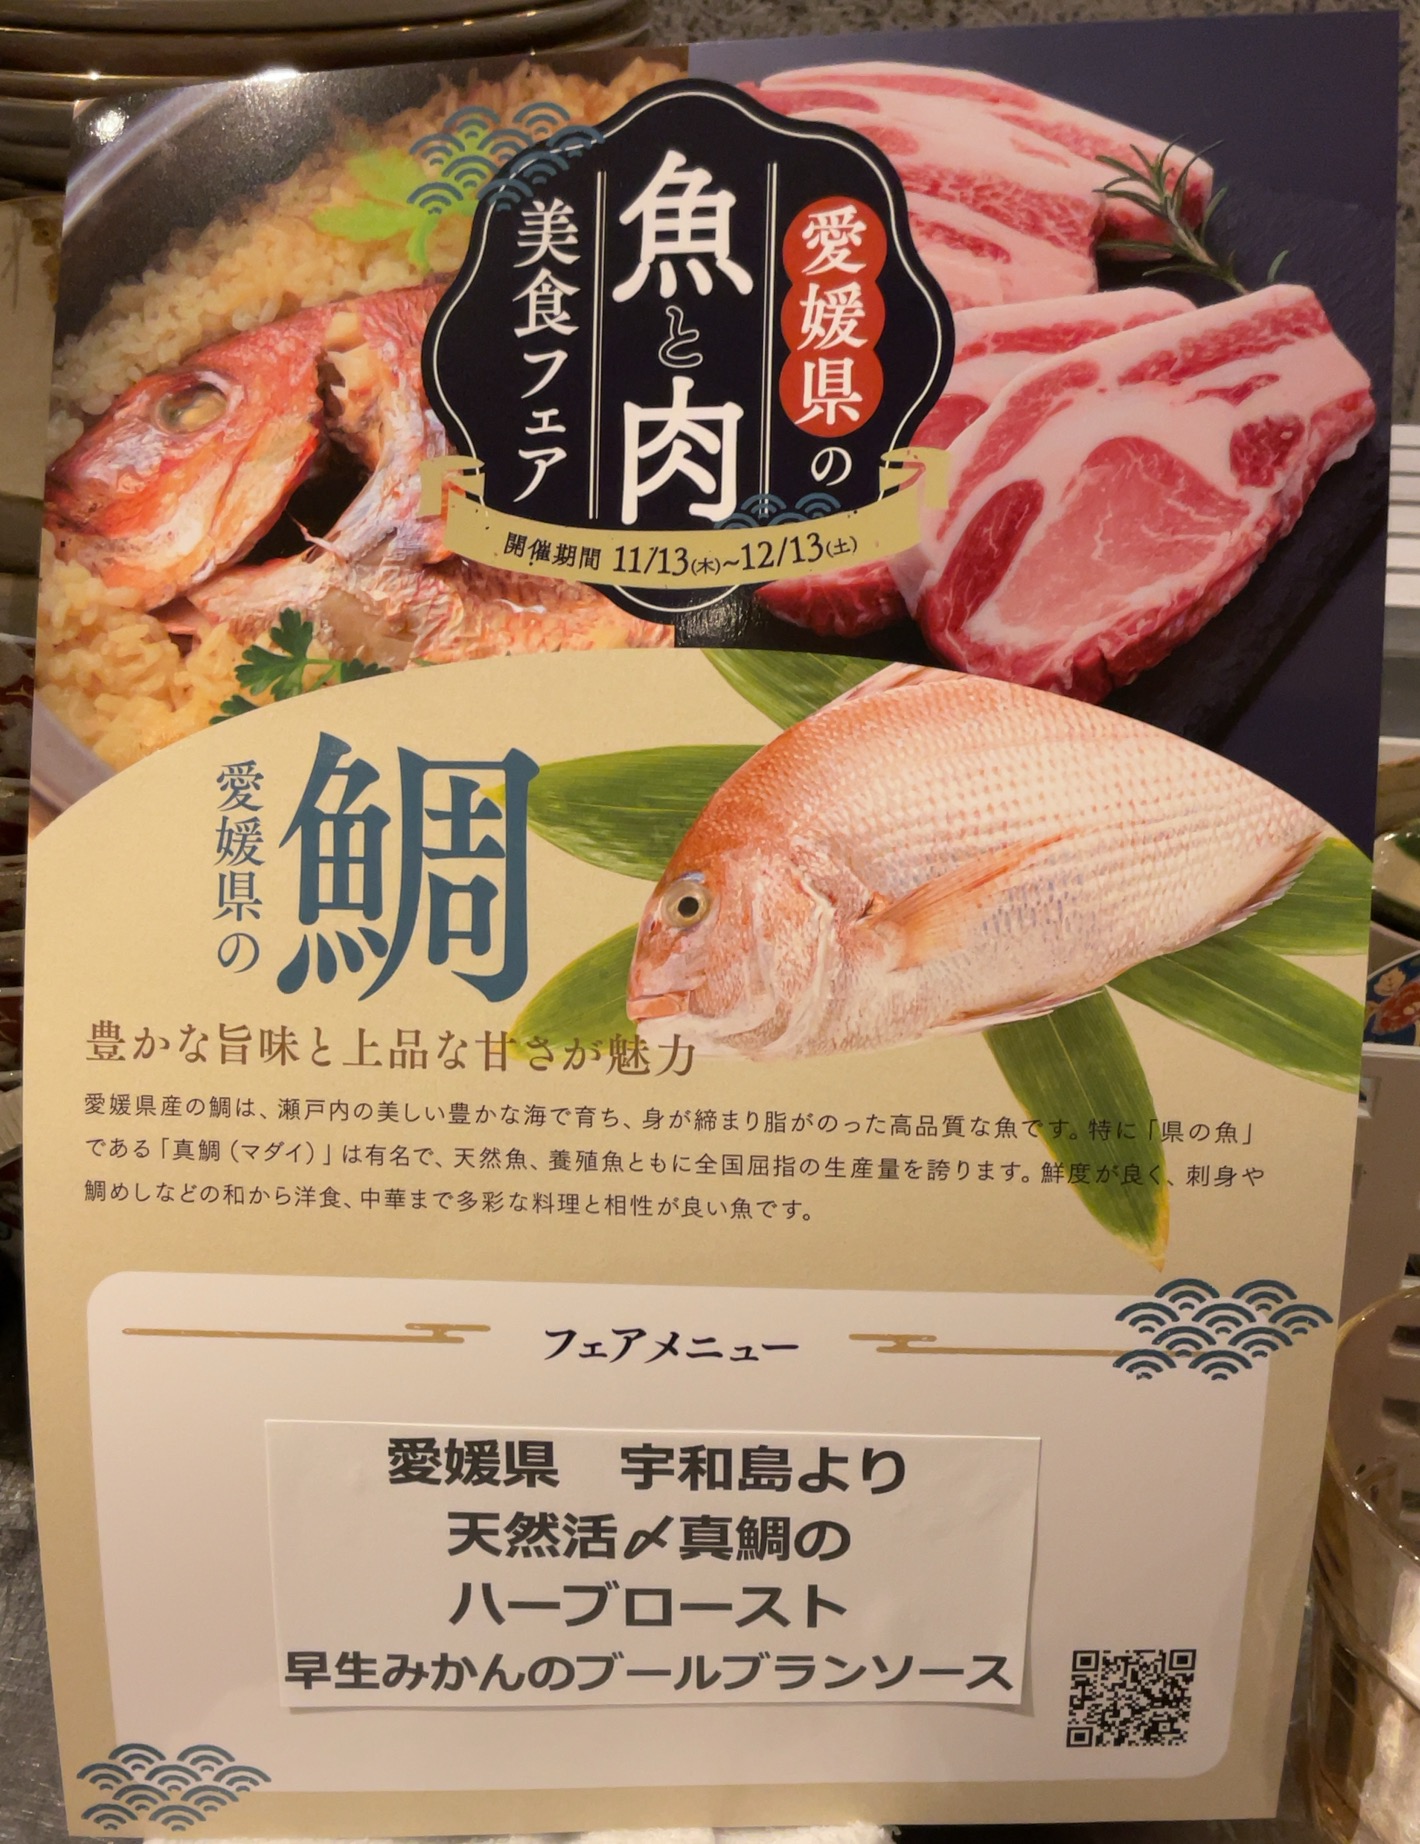 愛媛県の
魚と肉
美食フェア
開催期間 11/13(木)~12/13(土)
愛媛県の
鯛
豊かな旨味と上品な甘さが魅力
愛媛県産の鯛は、瀬戸内の美しい豊かな海で育ち、身が締まり脂がのった高品質な魚です。特に「県の魚」
である「真鯛(マダイ)」は有名で、天然魚、養殖魚ともに全国屈指の生産量を誇ります。鮮度が良く、刺身や
鯛めしなどの和から洋食、中華まで多彩な料理と相性が良い魚です。
フェアメニュー
愛媛県　宇和島より
天然活〆真鯛の
ハーブロースト
早生みかんのブールブランソース